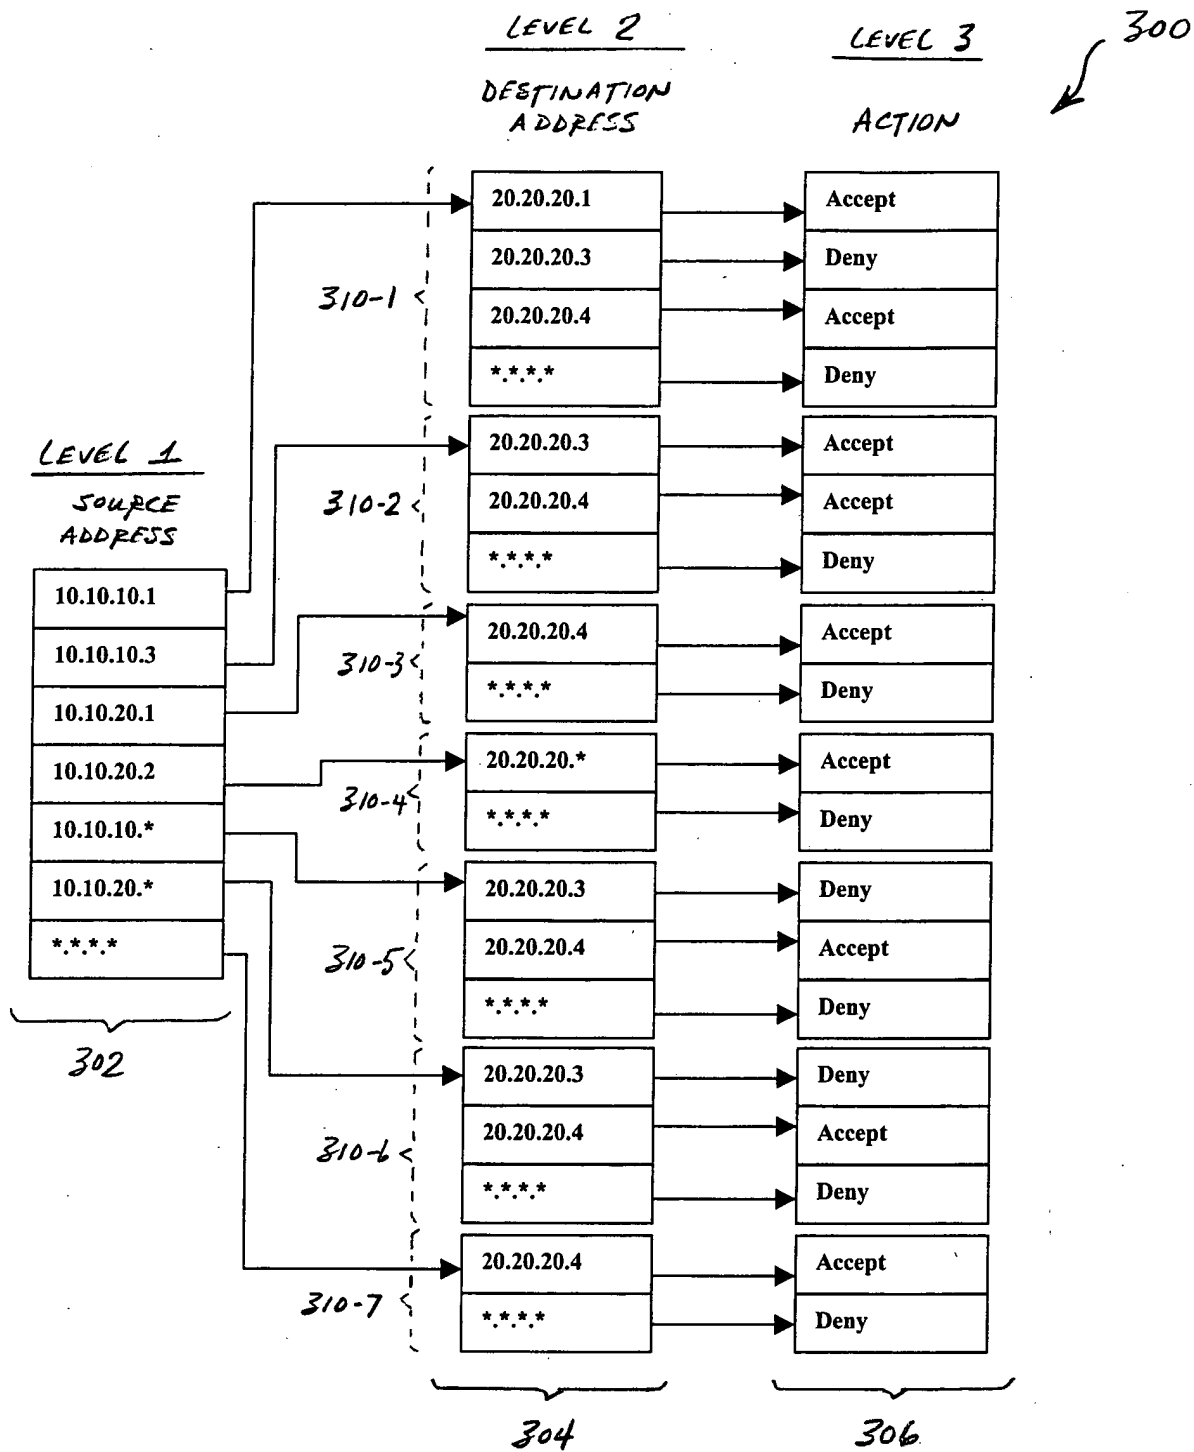 300
LEVEL 2
DESTINATION
ADDRESS
LEVEL 3
ACTION
310-1
20.20.20.1
Accept
20.20.20.3
Deny
20.20.20.4
Accept
*.*.*.*
Deny
310-2
20.20.20.3
Accept
20.20.20.4
Accept
*.*.*.*
Deny
LEVEL 1
SOURCE
ADDRESS
10.10.10.1
10.10.10.3
10.10.20.1
10.10.20.2
10.10.10.*
10.10.20.*
*.*.*.*
302
310-3
20.20.20.4
Accept
*.*.*.*
Deny
310-4
20.20.20.*
Accept
*.*.*.*
Deny
310-5
20.20.20.3
Deny
20.20.20.4
Accept
*.*.*.*
Deny
310-6
20.20.20.3
Deny
20.20.20.4
Accept
*.*.*.*
Deny
310-7
20.20.20.4
Accept
*.*.*.*
Deny
304
306